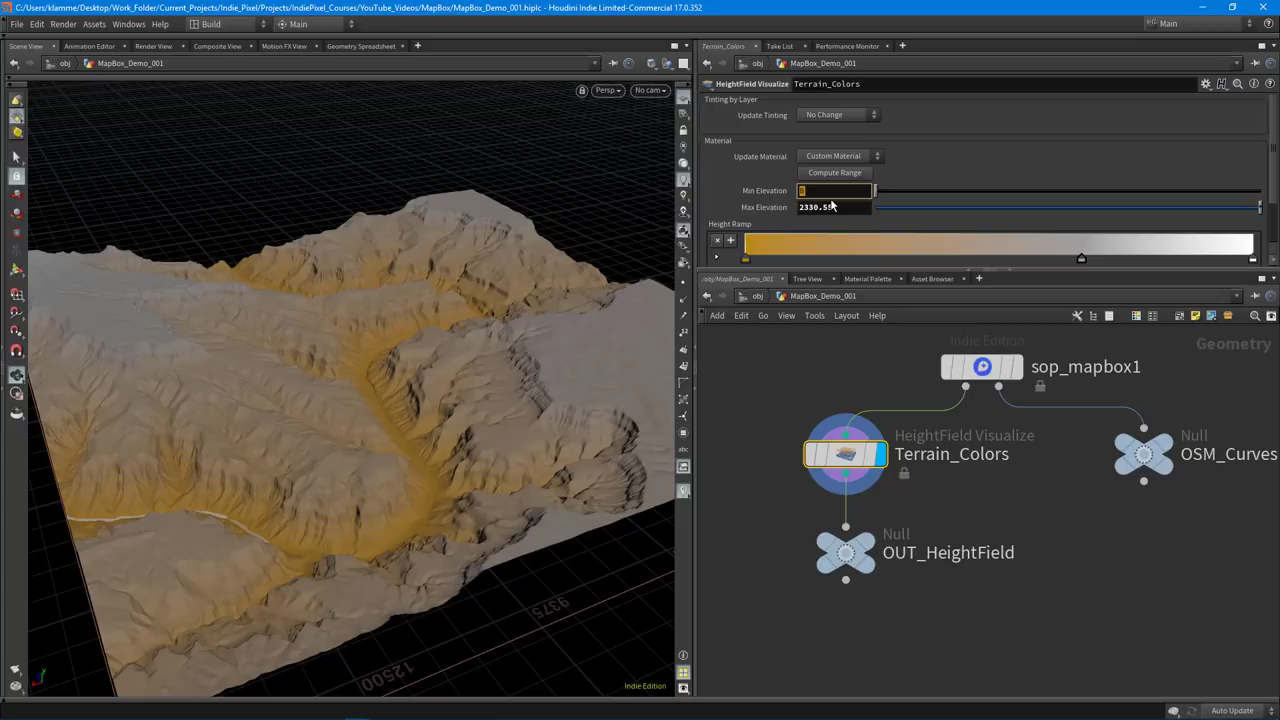 C:/Users/klamme/Desktop/Work_Folder/Current_Projects/Indie_Pixel/Projects/IndiePixel_Courses/YouTube_Videos/MapBox/MapBox_Demo_001.hiplc - Houdini Indie Limited-Commercial 17.0.352
File Edit Render Assets Windows Help Build Main Main
Scene View Animation Editor Render View Composite View Motion FX View Geometry Spreadsheet
obj MapBox_Demo_001
Persp No cam
12500
9375
Indie Edition
Terrain_Colors Take List Performance Monitor
obj MapBox_Demo_001
HeightField Visualize Terrain_Colors
Tinting by Layer
Update Tinting No Change
Material
Update Material Custom Material
Compute Range
Min Elevation
Max Elevation
Height Ramp
/obj/MapBox_Demo_001 Tree View Material Palette Asset Browser
obj MapBox_Demo_001
Add Edit Go View Tools Layout Help
Indie Edition
Geometry
sop_mapbox1
HeightField Visualize
Terrain_Colors
Null
OSM_Curves
Null
OUT_HeightField
Auto Update